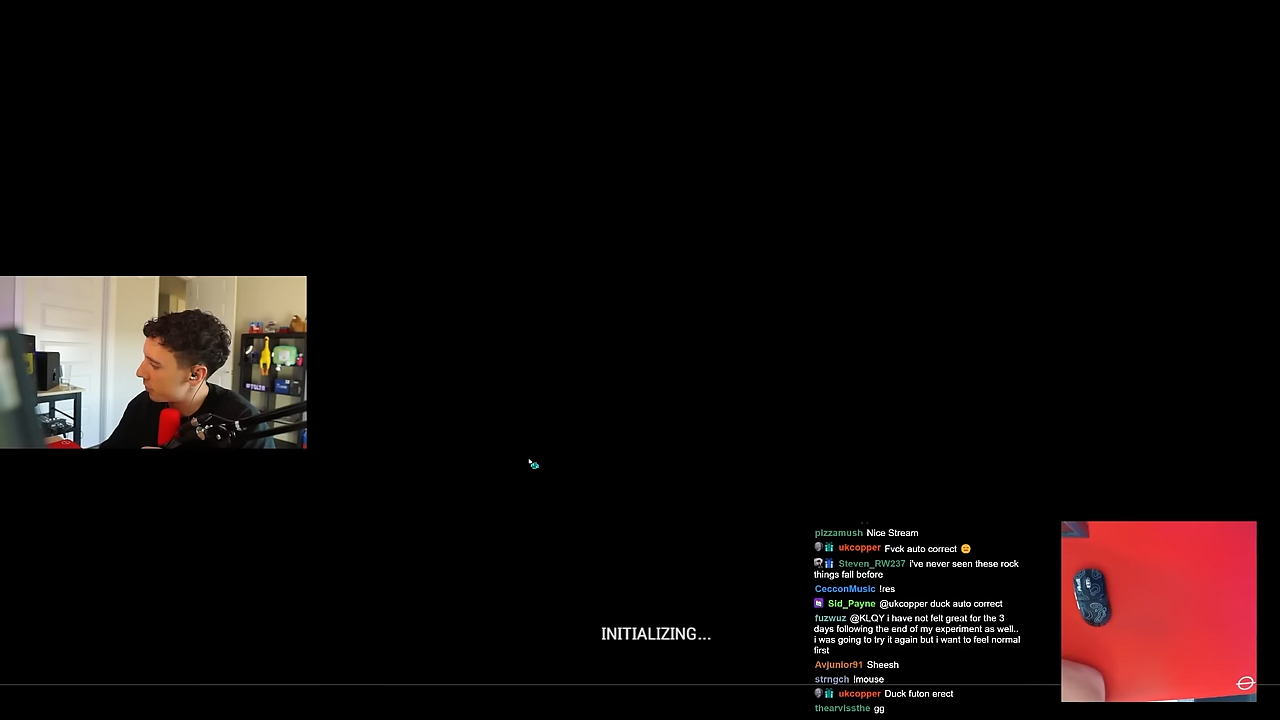 INITIALIZING...
pizzamush Nice Stream
ukcopper Fvck auto correct
Steven_RW237 i've never seen these rock
things fall before
CecconMusic !res
Sid_Payne @ukcopper duck auto correct
fuzwuz @KLQY i have not felt great for the 3
days following the end of my experiment as well..
i was going to try it again but i want to feel normal
first
Avjunior91 Sheesh
strngch !mouse
ukcopper Duck futon erect
thearvissthe gg